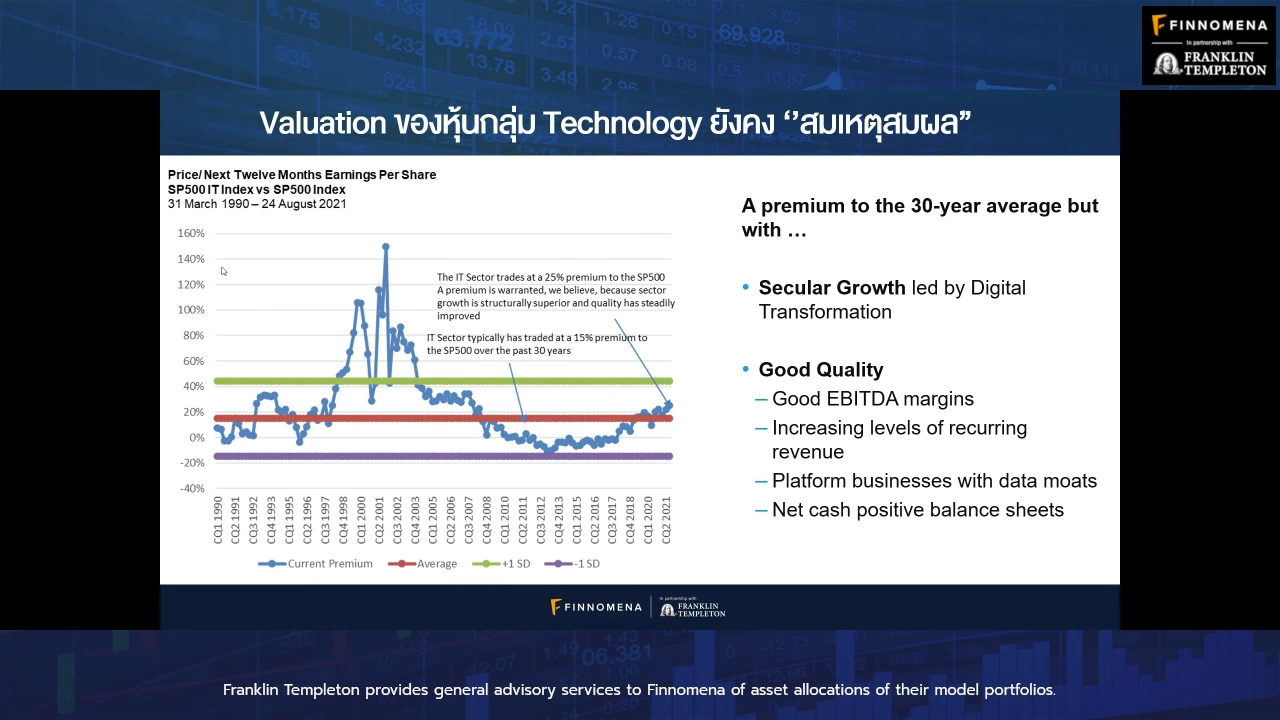 FINNOMENA
In partnership with
FRANKLIN
TEMPLETON
Valuation ของหุ้นกลุ่ม Technology ยังคง ‘’สมเหตุสมผล”
Price/ Next Twelve Months Earnings Per Share
SP500 IT Index vs SP500 Index
31 March 1990 – 24 August 2021
160%
140%
120%
100%
80%
60%
40%
20%
0%
-20%
-40%
The IT Sector trades at a 25% premium to the SP500
A premium is warranted, we believe, because sector
growth is structurally superior and quality has steadily
improved
IT Sector typically has traded at a 15% premium to
the SP500 over the past 30 years
CQ1 1990
CQ2 1991
CQ3 1992
CQ4 1993
CQ1 1995
CQ2 1996
CQ3 1997
CQ4 1998
CQ1 2000
CQ2 2001
CQ3 2002
CQ4 2003
CQ1 2005
CQ2 2006
CQ3 2007
CQ4 2008
CQ1 2010
CQ2 2011
CQ3 2012
CQ4 2013
CQ1 2015
CQ2 2016
CQ3 2017
CQ4 2018
CQ1 2020
CQ2 2021
Current Premium
Average
+1 SD
-1 SD
A premium to the 30-year average but
with …
• Secular Growth led by Digital
Transformation
• Good Quality
– Good EBITDA margins
– Increasing levels of recurring
revenue
– Platform businesses with data moats
– Net cash positive balance sheets
FINNOMENA
In partnership with
FRANKLIN
TEMPLETON
Franklin Templeton provides general advisory services to Finnomena of asset allocations of their model portfolios.